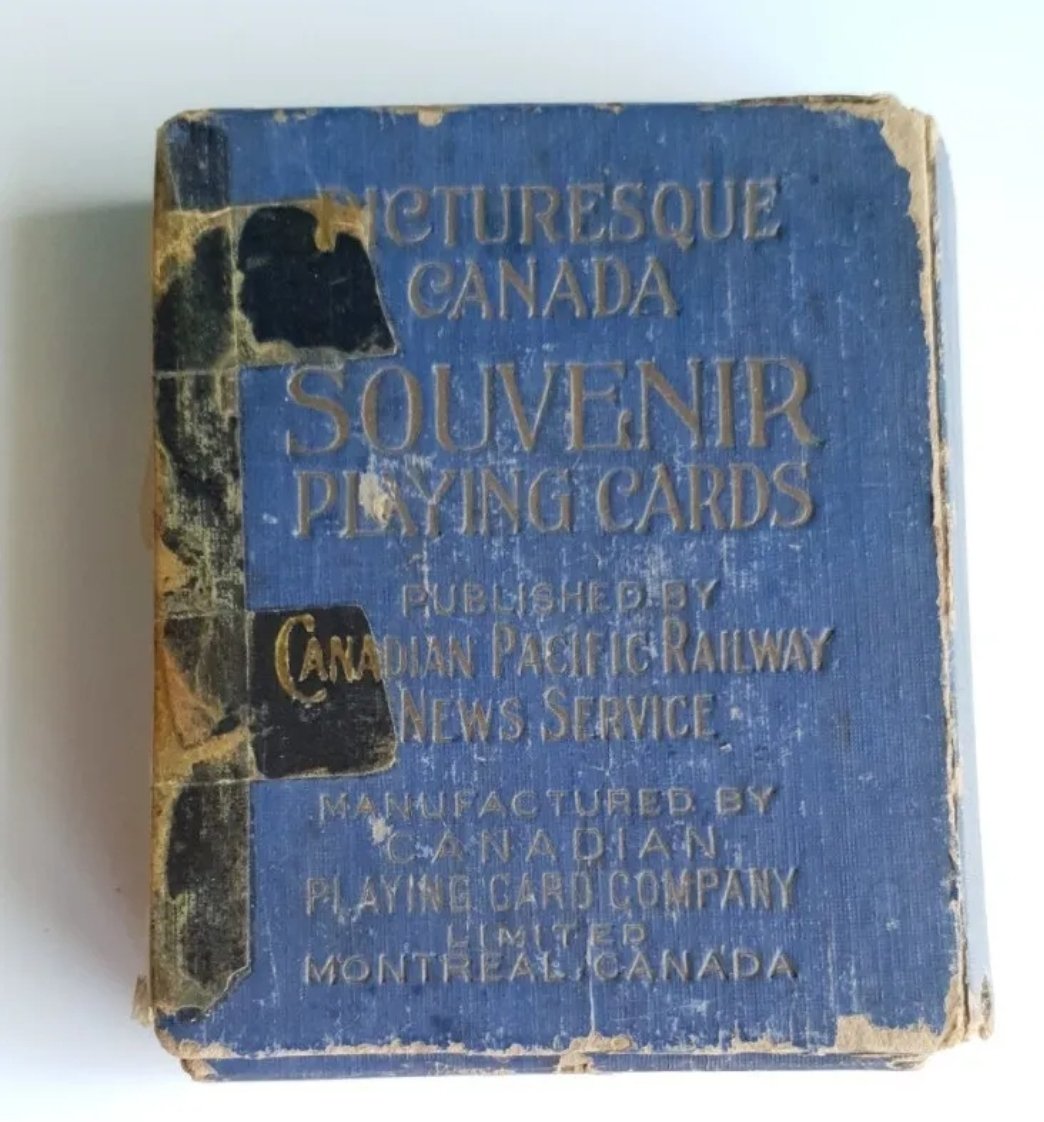 PICTURESQUE
CANADA
SOUVENIR
PLAYING CARDS
PUBLISHED BY
CANADIAN PACIFIC RAILWAY
NEWS SERVICE
MANUFACTURED BY
CANADIAN
PLAYING CARD COMPANY
LIMITED
MONTREAL, CANADA